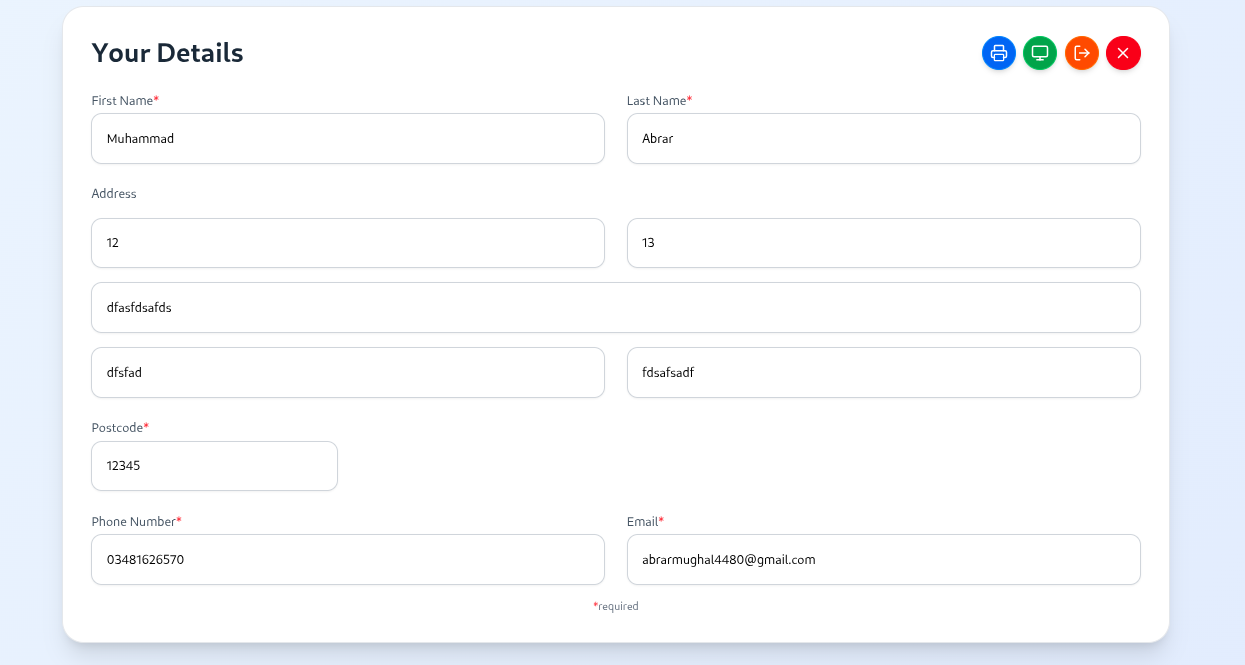 Your Details
First Name*
Last Name*
Muhammad
Abrar
Address
12
13
dfasfdsafds
dfsfad
fdsafsadf
Postcode*
12345
Phone Number*
Email*
03481626570
abrarmughal4480@gmail.com
*required